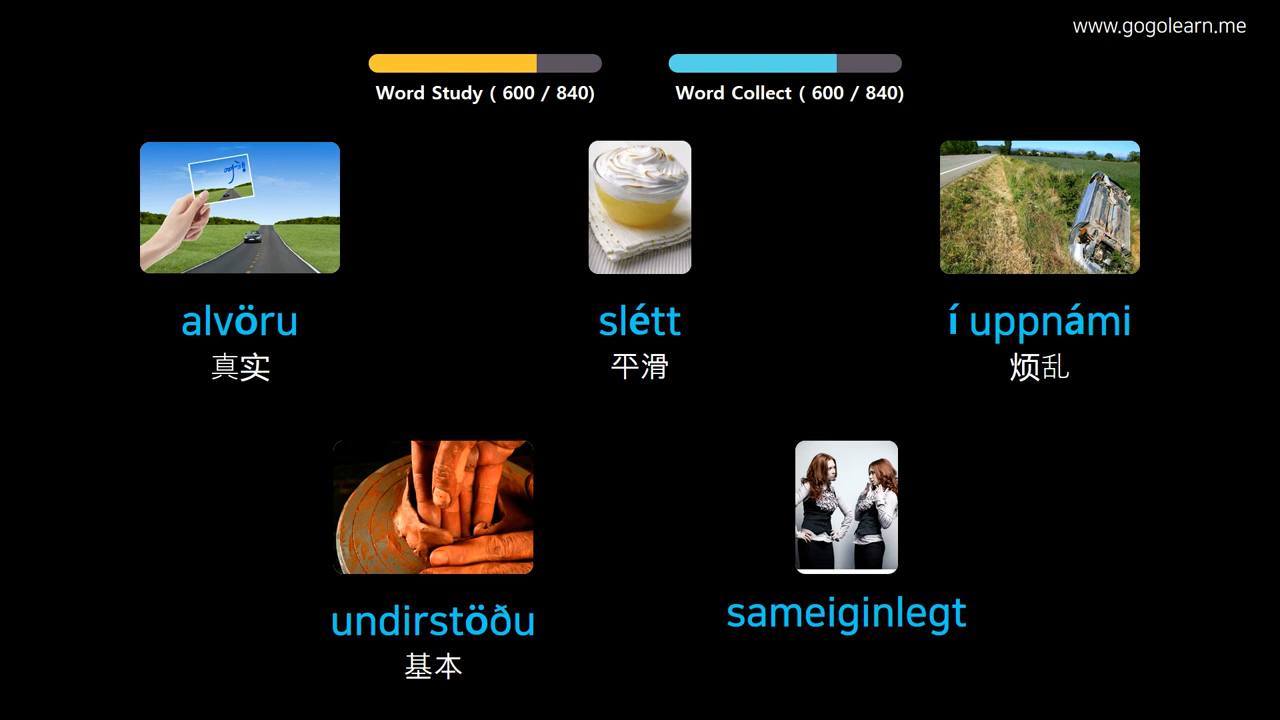 www.gogolearn.me
Word Study ( 600 / 840)
Word Collect ( 600 / 840)
alvöru
真实
slétt
平滑
í uppnámi
烦乱
undirstöðu
基本
sameiginlegt